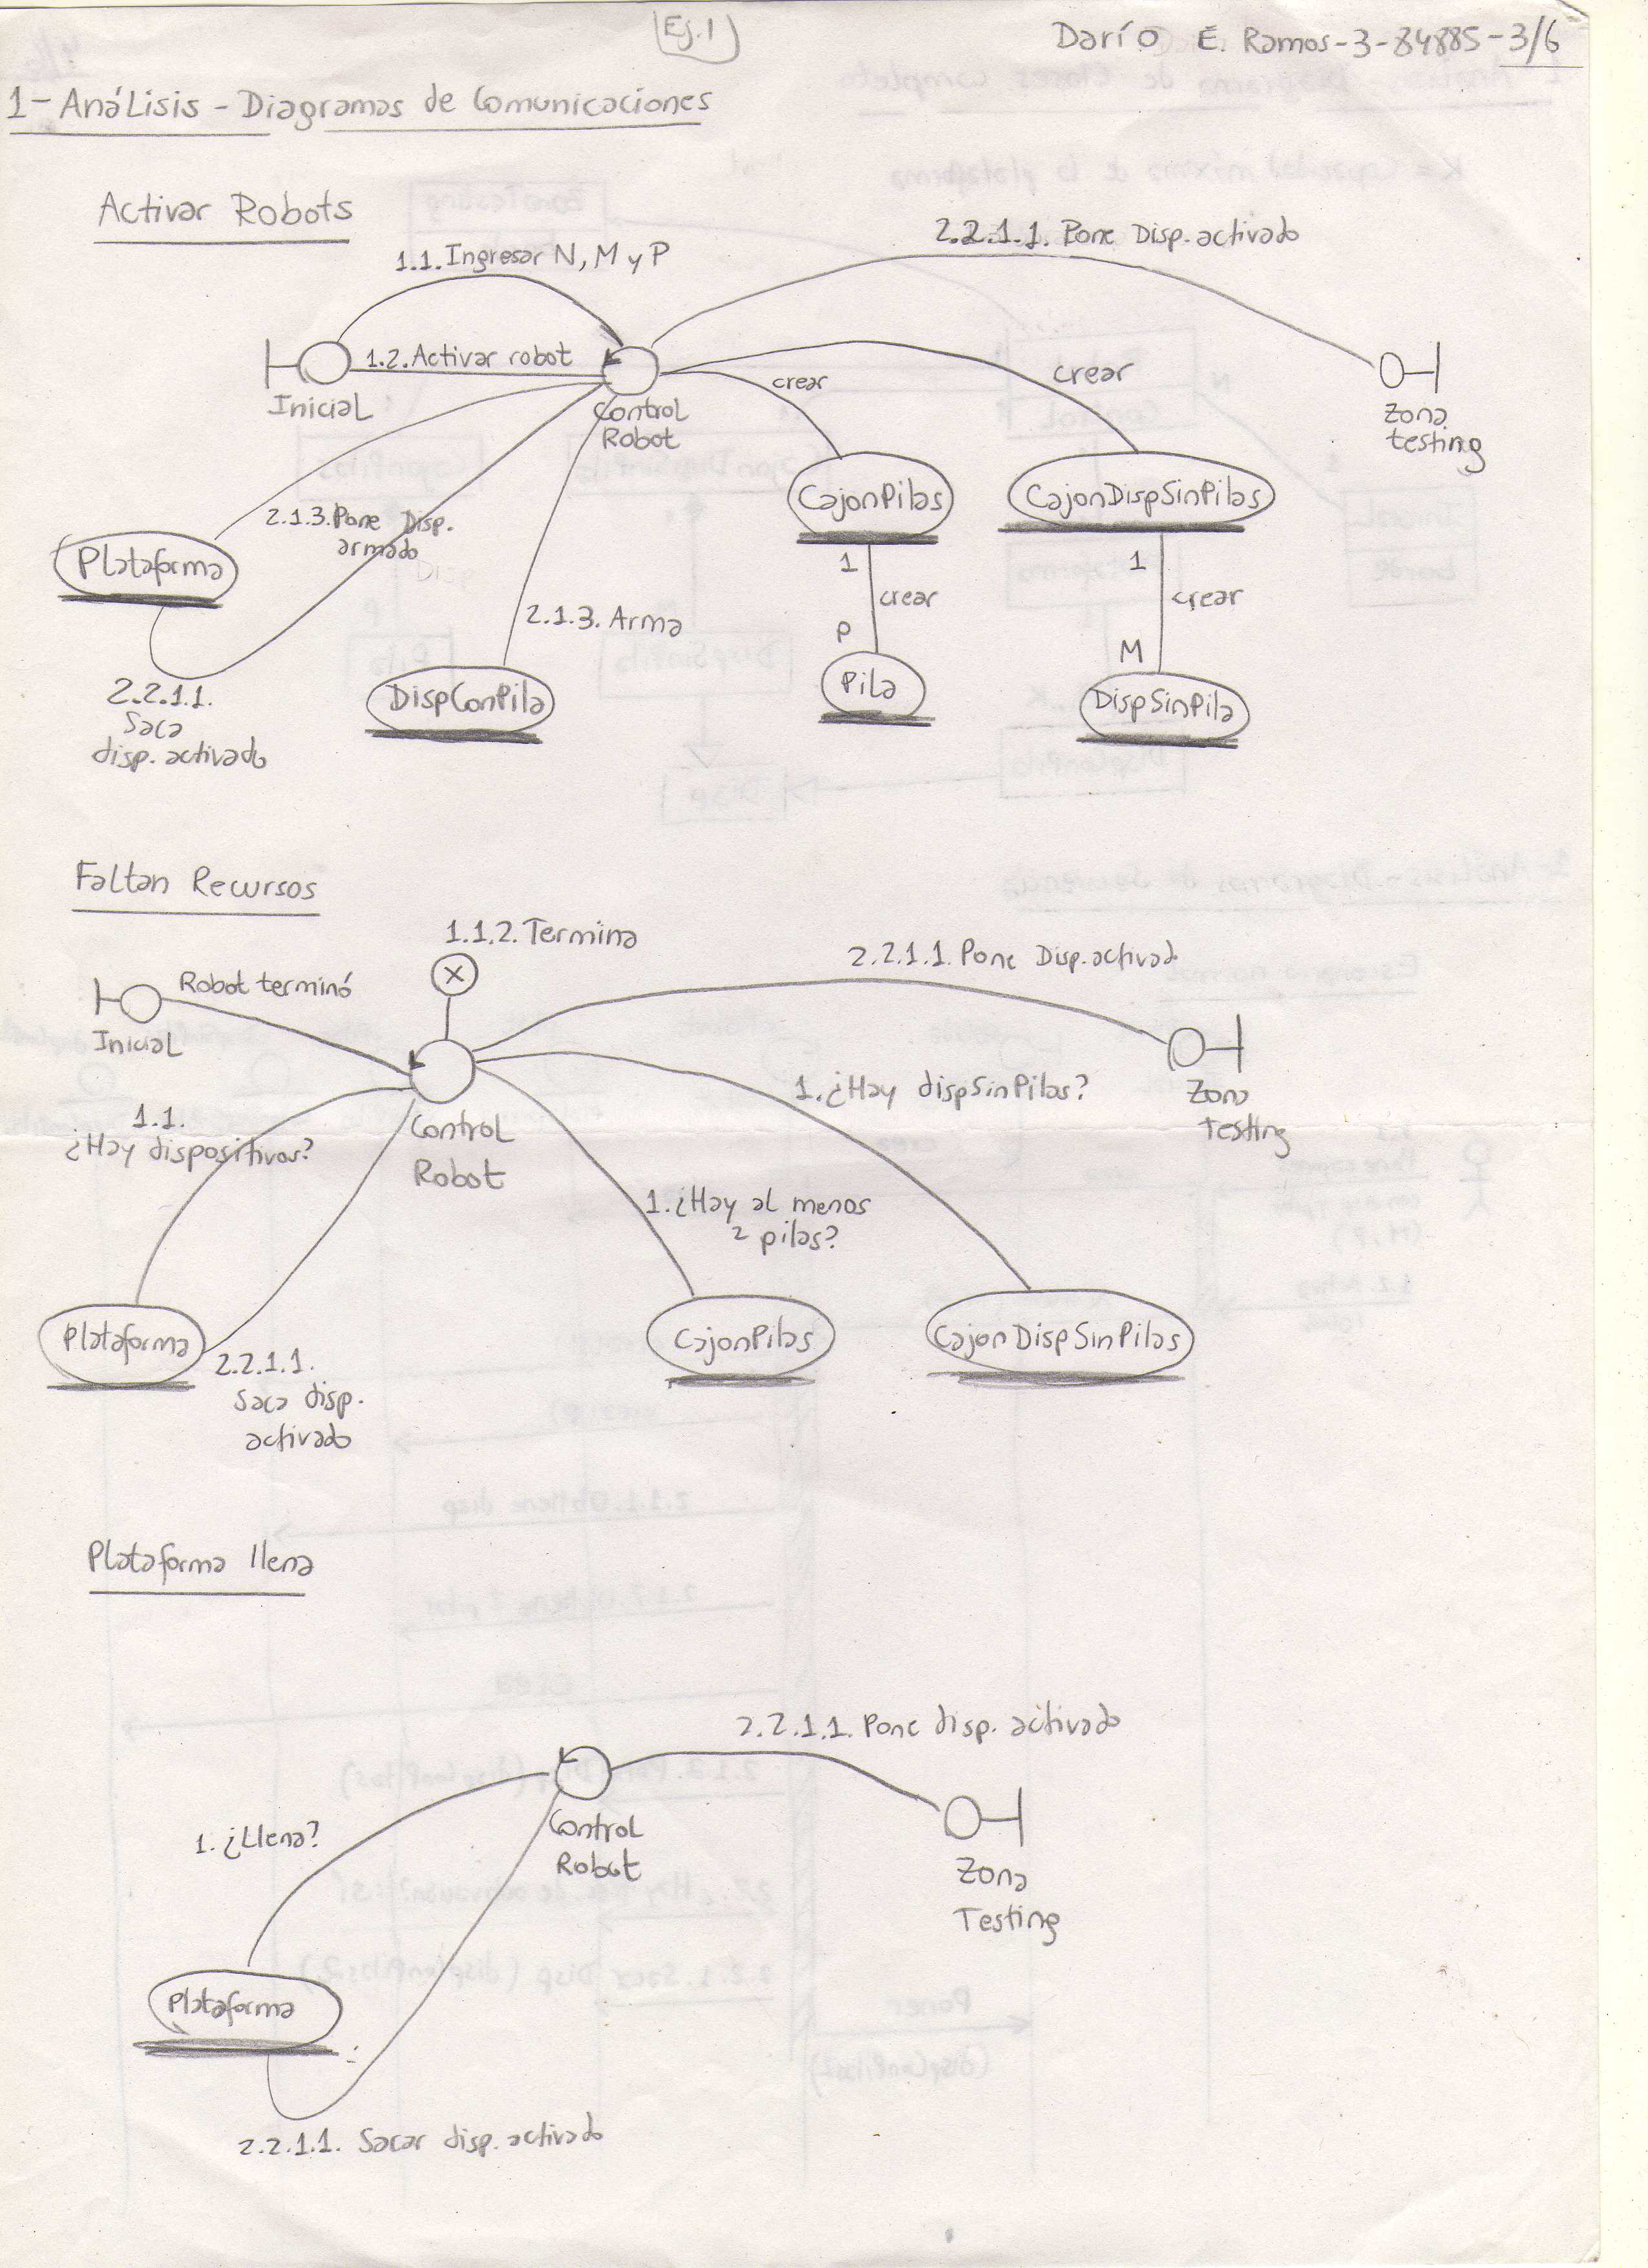 Ej.1
Darío E. Ramos-3-84885-3/6
1-Análisis - Diagramas de Comunicaciones
Activar Robots
2.2.1.1. Pone Disp. activado
1.1. Ingresar N, M y P
1.2. Activar robot
Inicial
Control
Robot
crear
crear
Zona
testing
CajonPilas
CajonDispSinPilas
2.1.3. Pone Disp.
armado
Plataforma
1
crear
P
1
crear
M
2.1.3. Arma
DispConPila
Pila
DispSinPila
2.2.1.1.
Saca
disp. activado
Faltan Recursos
1.1.2. Termina
2.2.1.1. Pone Disp. activad
Robot terminó
Inicial
Control
Robot
1. ¿Hay dispSinPilas?
Zona
Testing
1.1.
¿Hay dispositivos?
1. ¿Hay al menos
2 pilas?
Plataforma
CajonPilas
CajonDispSinPilas
2.2.1.1.
Saca disp.
activado
Plataforma llena
2.2.1.1. Pone disp. activado
1. ¿Llena?
Control
Robot
Zona
Testing
Plataforma
2.2.1.1. Sacar disp. activado